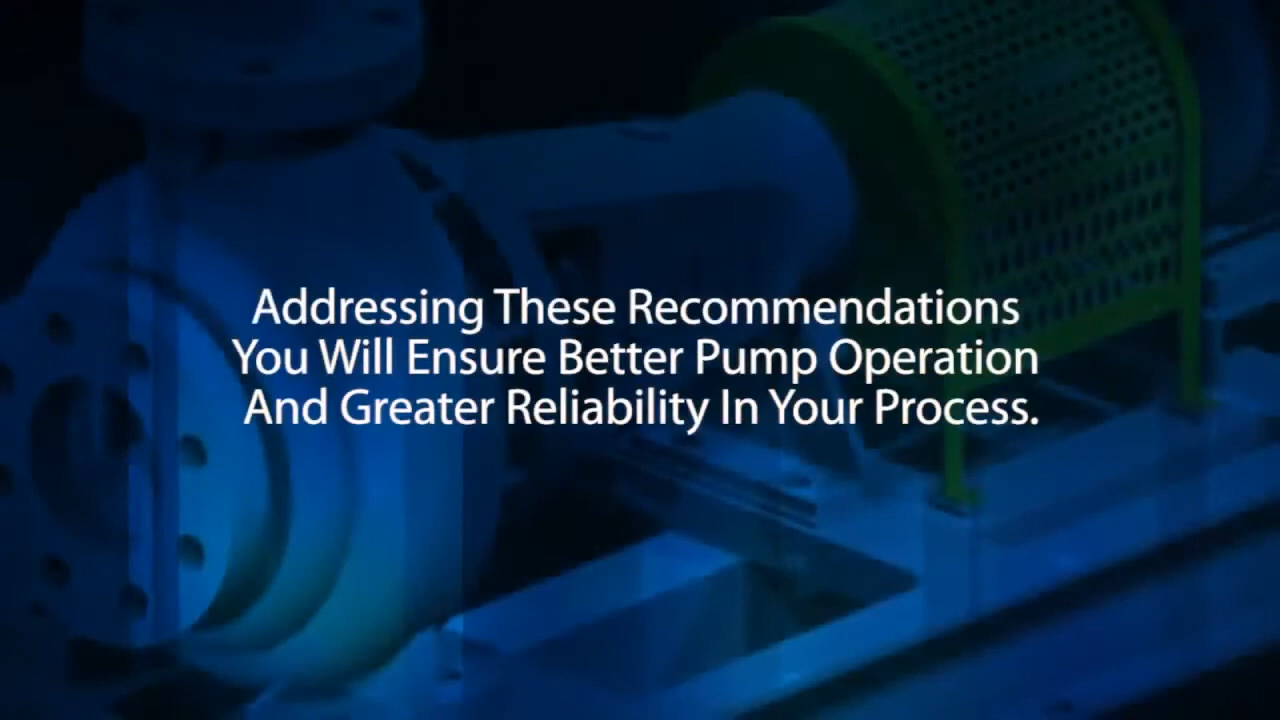 Addressing These Recommendations
You Will Ensure Better Pump Operation
And Greater Reliability In Your Process.